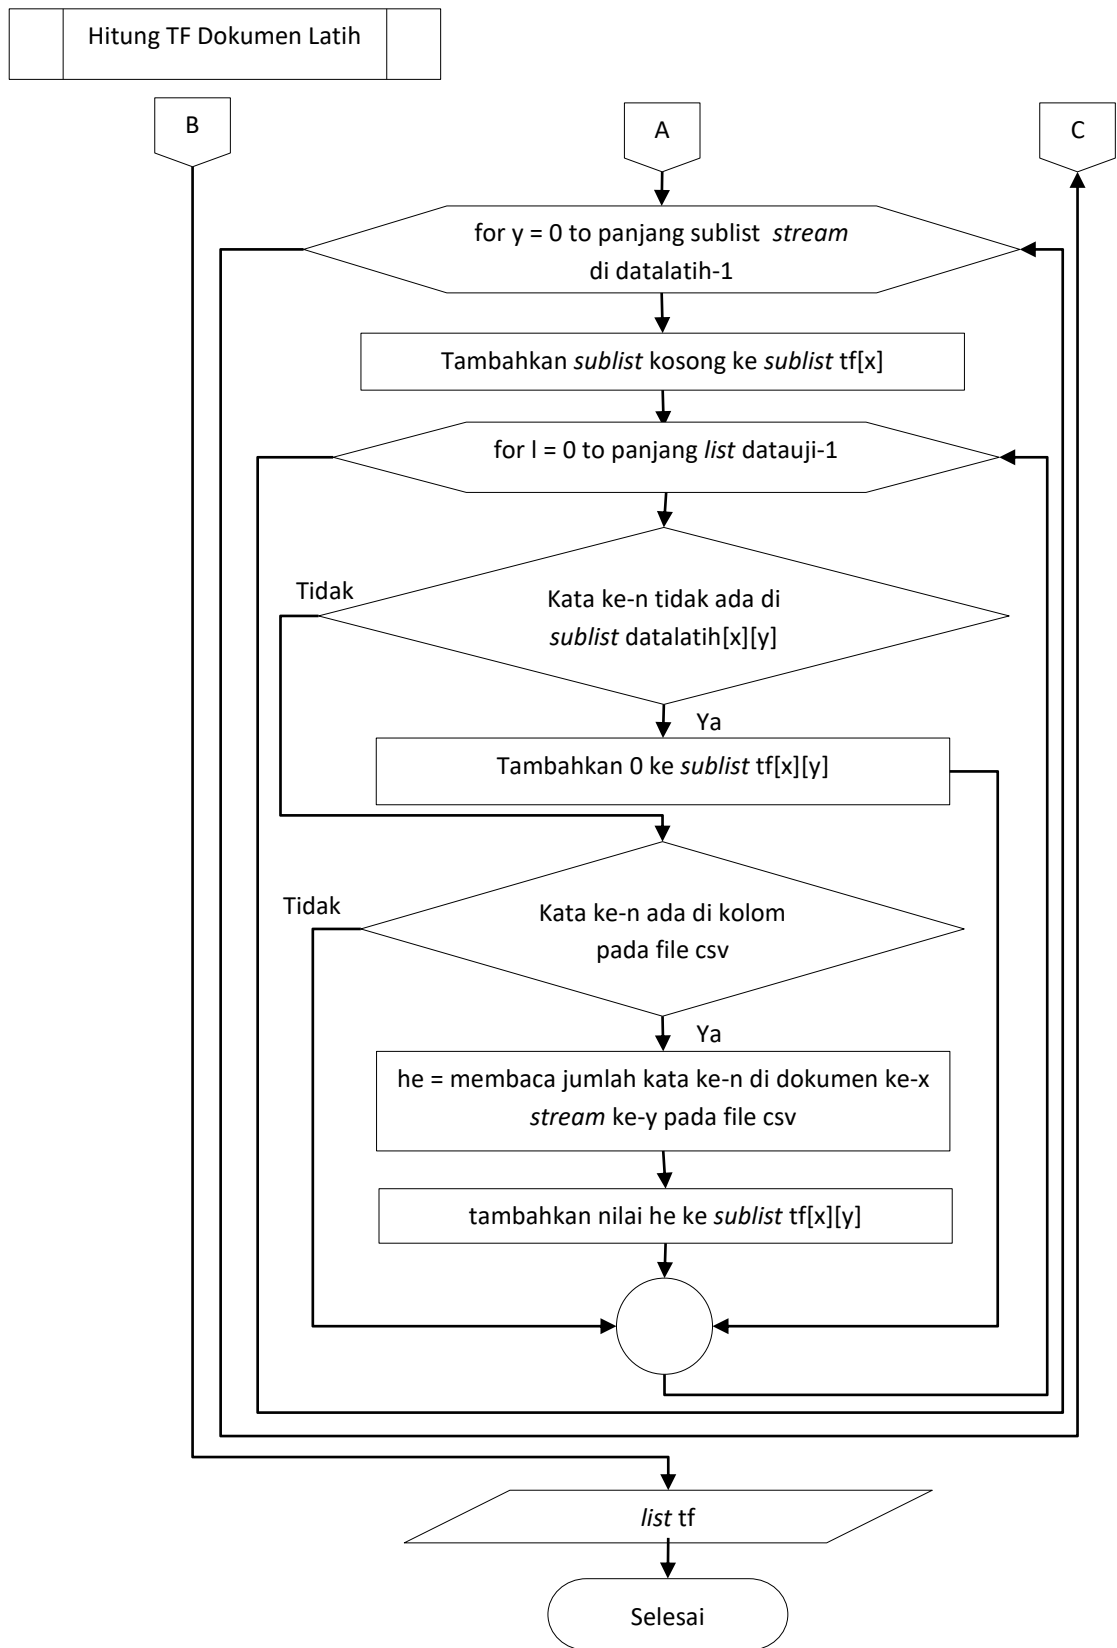 Hitung TF Dokumen Latih
B
A
C
for y = 0 to panjang sublist stream
di datalatih-1
Tambahkan sublist kosong ke sublist tf[x]
for l = 0 to panjang list datauji-1
Tidak
Kata ke-n tidak ada di
sublist datalatih[x][y]
Ya
Tambahkan 0 ke sublist tf[x][y]
Tidak
Kata ke-n ada di kolom
pada file csv
Ya
he = membaca jumlah kata ke-n di dokumen ke-x
stream ke-y pada file csv
tambahkan nilai he ke sublist tf[x][y]
list tf
Selesai